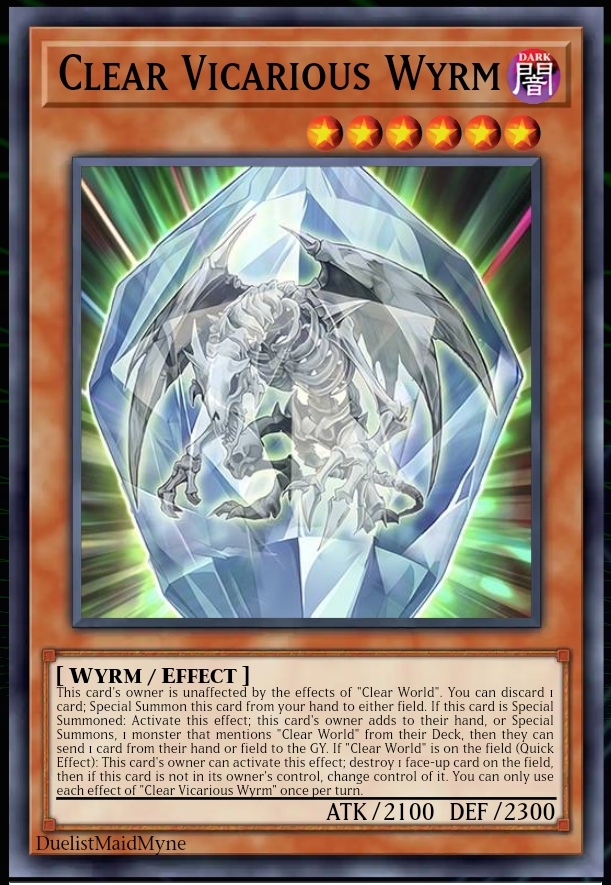 Clear Vicarious Wyrm
DARK
闇
[ Wyrm / Effect ]
This card's owner is unaffected by the effects of "Clear World". You can discard 1
card; Special Summon this card from your hand to either field. If this card is Special
Summoned: Activate this effect; this card's owner adds to their hand, or Special
Summons, 1 monster that mentions "Clear World" from their Deck, then they can
send 1 card from their hand or field to the GY. If "Clear World" is on the field (Quick
Effect): This card's owner can activate this effect; destroy 1 face-up card on the field,
then if this card is not in its owner's control, change control of it. You can only use
each effect of "Clear Vicarious Wyrm" once per turn.
ATK/2100 DEF/2300
DuelistMaidMyne